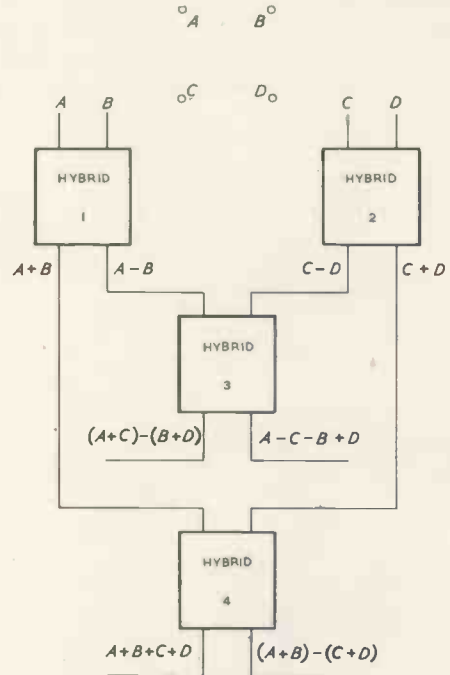 A B
C D
A B C D
HYBRID 1
HYBRID 2
A+B A-B C-D C+D
HYBRID 3
(A+C)-(B+D) A-C-B+D
HYBRID 4
A+B+C+D (A+B)-(C+D)